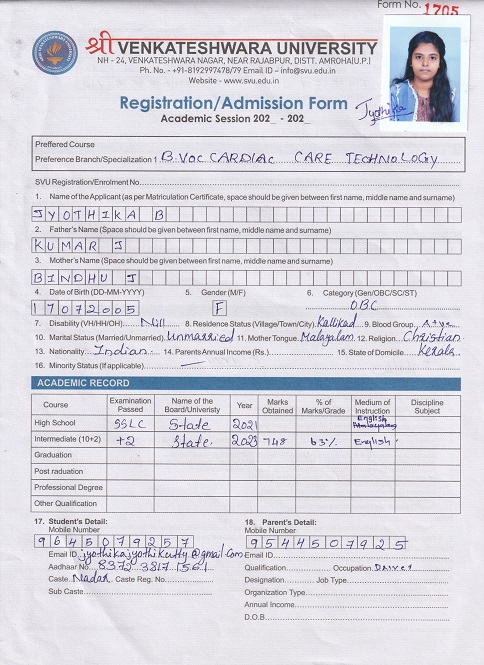 Form No. 1705
श्री VENKATESHWARA UNIVERSITY
NH - 24, VENKATESHWARA NAGAR, NEAR RAJABPUR, DISTT. AMROHA(U.P.)
Ph. No. - +91-8192997478/79 Email ID – info@svu.edu.in
Website - www.svu.edu.in
Registration/Admission Form
Jyothika
Academic Session 202_ - 202_
Preffered Course
Preference Branch/Specialization 1 B.VOC CARDIAC CARE TECHNOLOGY
SVU Registration/Enrolment No.
1. Name of the Applicant (as per Matriculation Certificate, space should be given between first name, middle name and surname)
JYOTHIKA B
2. Father's Name (Space should be given between first name, middle name and surname)
KUMAR J
3. Mother's Name (Space should be given between first name, middle name and surname)
BINDHU J
4. Date of Birth (DD-MM-YYYY) 5. Gender (M/F) 6. Category (Gen/OBC/SC/ST)
17072005 F OBC
7. Disability (VH/HH/OH) Nill 8. Residence Status (Village/Town/City) Kallikad 9. Blood Group
10. Marital Status (Married/Unmarried) Unmarried 11. Mother Tongue Malayalam 12. Religion Christian
13. Nationality Indian 14. Parents Annual Income (Rs.) 15. State of Domicile Kerala
16. Minority Status (If applicable)
ACADEMIC RECORD
Course Examination Passed Name of the Board/Univeristy Year Marks Obtained % of Marks/Grade Medium of Instruction Discipline Subject
High School SSLC State 2021 English
Intermediate (10+2) +2 State 2023 748 63% English
Graduation
Post raduation
Professional Degree
Other Qualification
17. Student's Detail: 18. Parent's Detail:
Mobile Number Mobile Number
9645079257 9544507925
Email ID jyothikajyothikutty@gmail.com Email ID
Aadhaar No. 8372 3817 1561 Qualification Occupation Driver
Caste Nadar Caste Reg. No. Designation Job Type
Sub Caste Organization Type
Annual Income
D.O.B